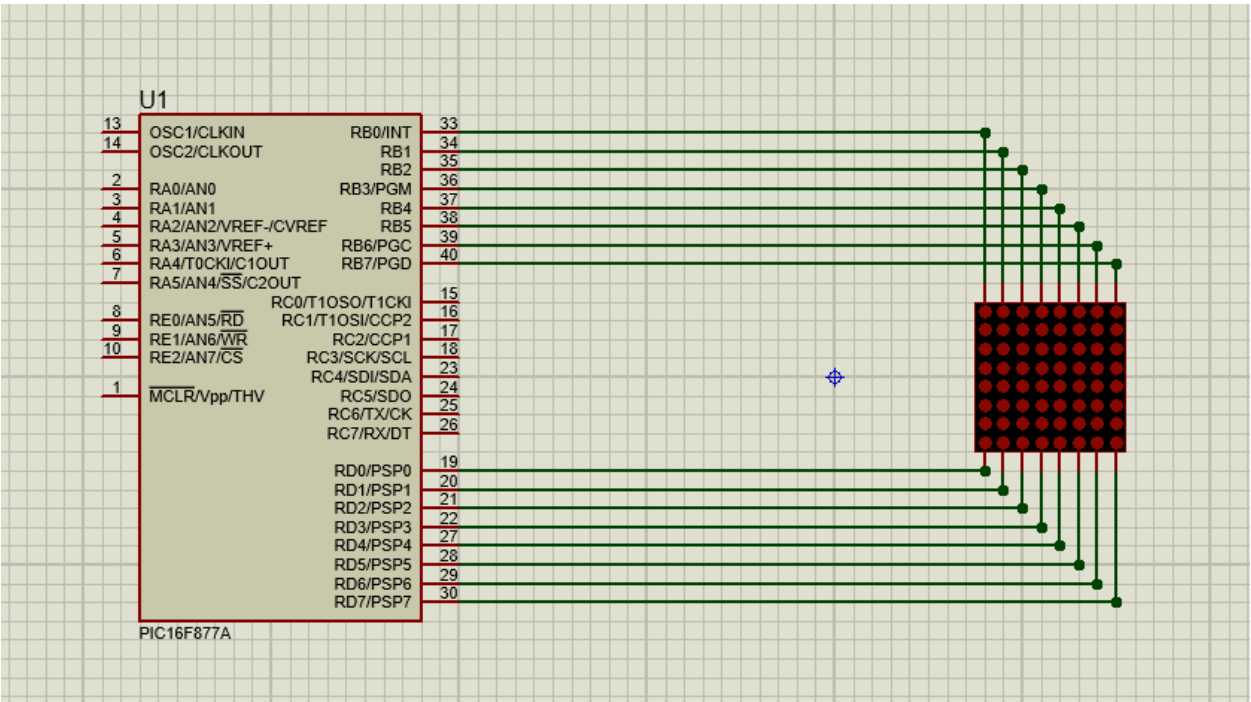 U1
13 OSC1/CLKIN RB0/INT 33
14 OSC2/CLKOUT RB1 34
RB2 35
2 RA0/AN0 RB3/PGM 36
3 RA1/AN1 RB4 37
4 RA2/AN2/VREF-/CVREF RB5 38
5 RA3/AN3/VREF+ RB6/PGC 39
6 RA4/T0CKI/C1OUT RB7/PGD 40
7 RA5/AN4/SS/C2OUT
RC0/T1OSO/T1CKI 15
8 RE0/AN5/RD RC1/T1OSI/CCP2 16
9 RE1/AN6/WR RC2/CCP1 17
10 RE2/AN7/CS RC3/SCK/SCL 18
RC4/SDI/SDA 23
1 MCLR/Vpp/THV RC5/SDO 24
RC6/TX/CK 25
RC7/RX/DT 26
RD0/PSP0 19
RD1/PSP1 20
RD2/PSP2 21
RD3/PSP3 22
RD4/PSP4 27
RD5/PSP5 28
RD6/PSP6 29
RD7/PSP7 30
PIC16F877A